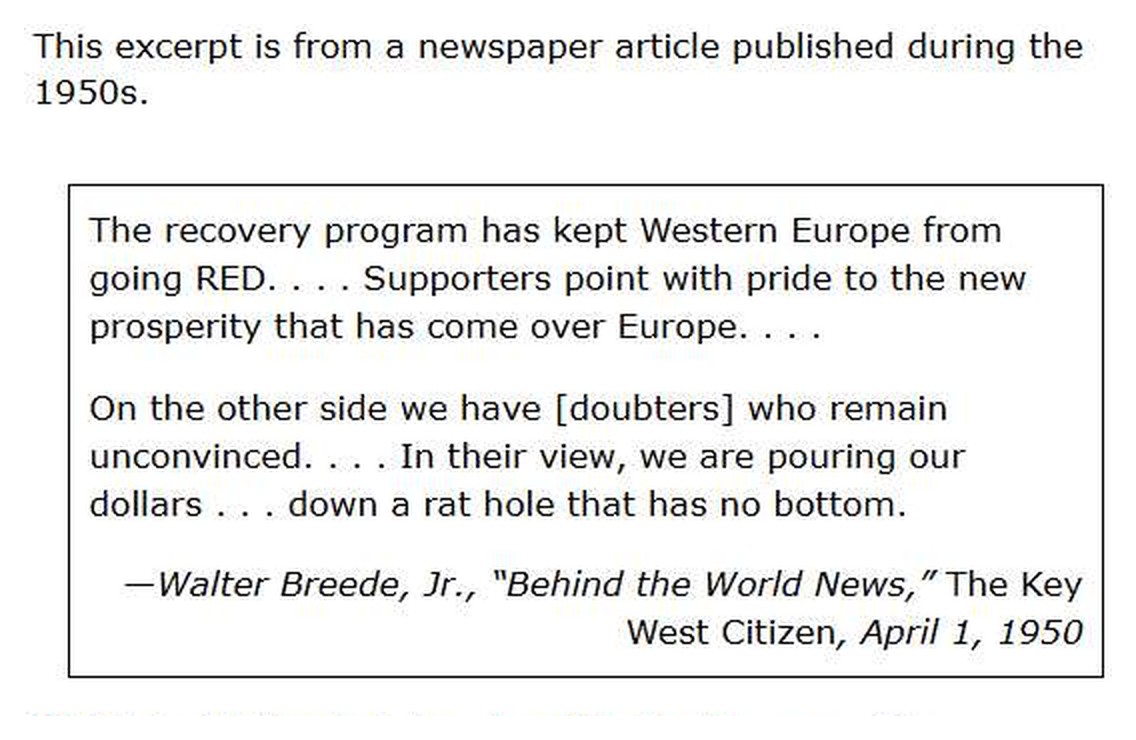 This excerpt is from a newspaper article published during the
1950s.
The recovery program has kept Western Europe from
going RED. . . . Supporters point with pride to the new
prosperity that has come over Europe. . . .
On the other side we have [doubters] who remain
unconvinced. . . . In their view, we are pouring our
dollars . . . down a rat hole that has no bottom.
—Walter Breede, Jr., “Behind the World News,” The Key
West Citizen, April 1, 1950